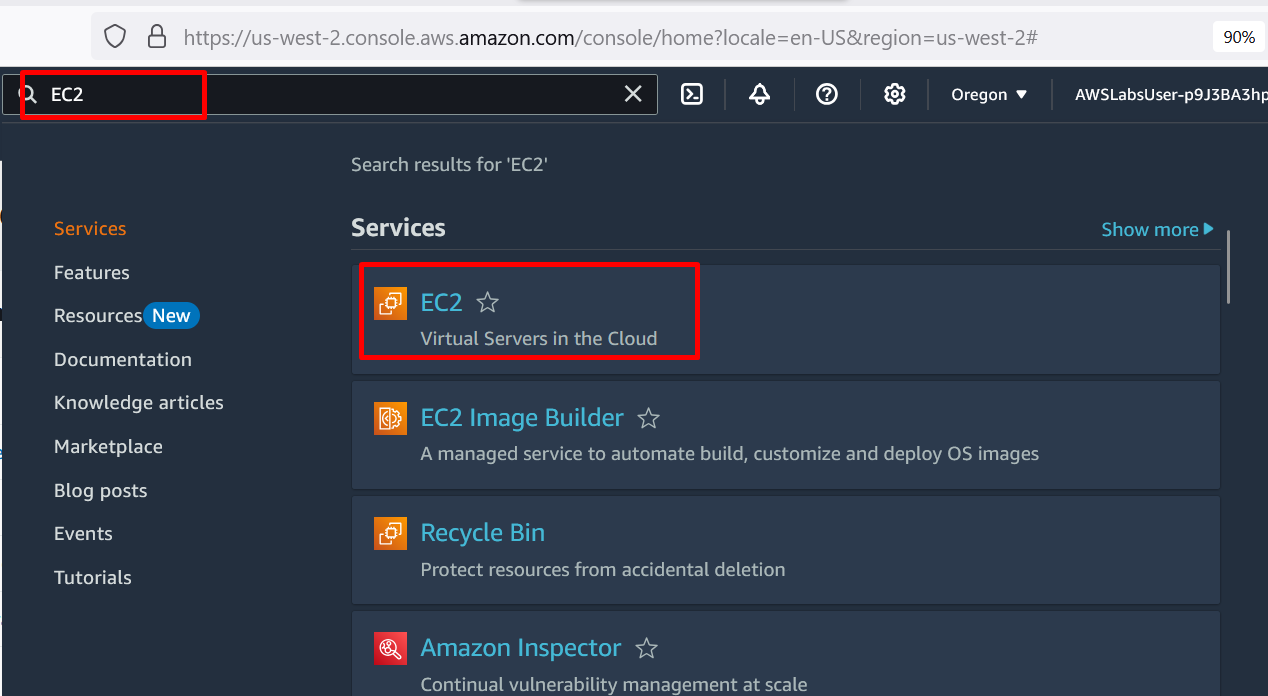 https://us-west-2.console.aws.amazon.com/console/home?locale=en-US&region=us-west-2#
90%
EC2
Oregon
AWSLabsUser-p9J3BA3hp
Search results for 'EC2'
Services
Features
Resources New
Documentation
Knowledge articles
Marketplace
Blog posts
Events
Tutorials
Services
Show more
EC2
Virtual Servers in the Cloud
EC2 Image Builder
A managed service to automate build, customize and deploy OS images
Recycle Bin
Protect resources from accidental deletion
Amazon Inspector
Continual vulnerability management at scale